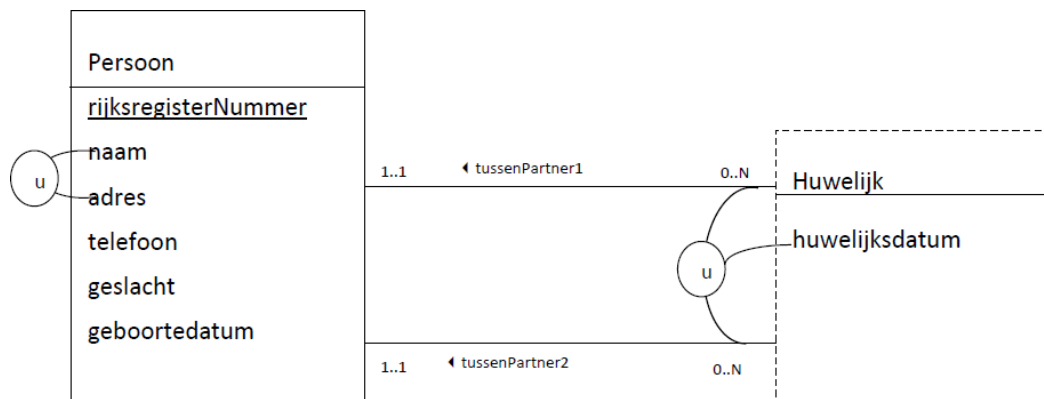 Persoon
rijksregisterNummer
naam
u
adres
telefoon
geslacht
geboortedatum
1..1
◄ tussenPartner1
0..N
u
1..1
◄ tussenPartner2
0..N
Huwelijk
huwelijksdatum